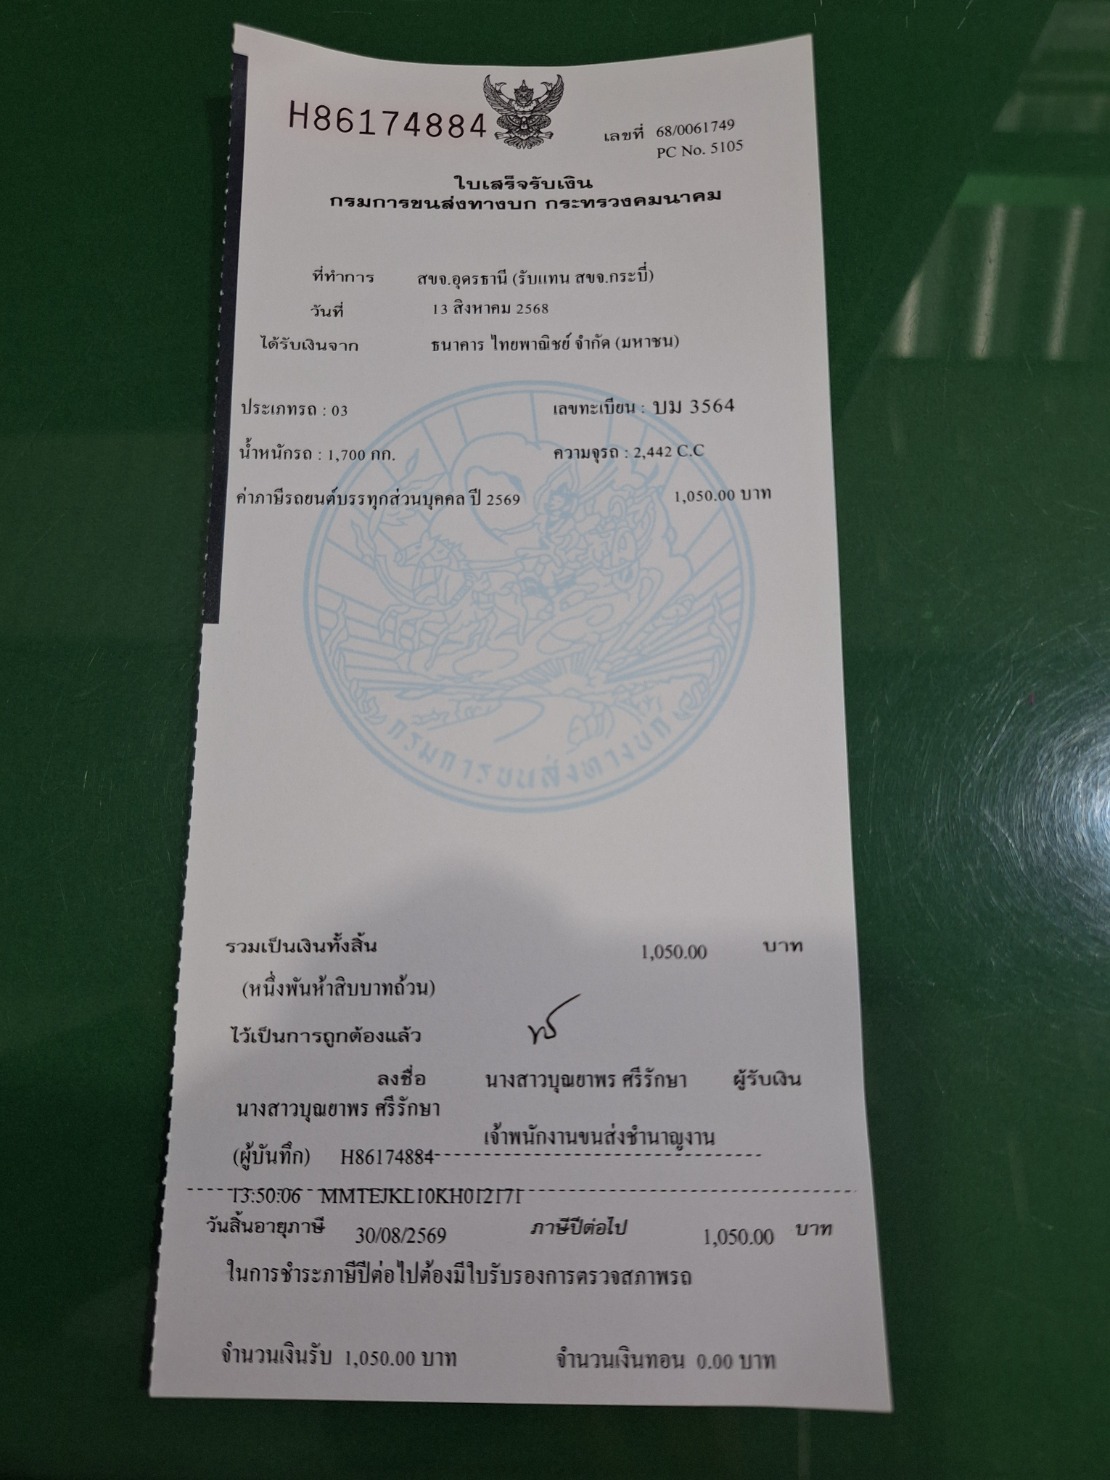 H86174884
เลขที่ 68/0061749
PC No. 5105
ใบเสร็จรับเงิน
กรมการขนส่งทางบก กระทรวงคมนาคม
ที่ทำการ สขจ.อุดรธานี (รับแทน สขจ.กระบี่)
วันที่ 13 สิงหาคม 2568
ได้รับเงินจาก ธนาคาร ไทยพาณิชย์ จำกัด (มหาชน)
ประเภทรถ : 03 เลขทะเบียน : บม 3564
น้ำหนักรถ : 1,700 กก. ความจุรถ : 2,442 C.C
ค่าภาษีรถยนต์บรรทุกส่วนบุคคล ปี 2569 1,050.00 บาท
กรมการขนส่งทางบก
รวมเป็นเงินทั้งสิ้น 1,050.00 บาท
(หนึ่งพันห้าสิบบาทถ้วน)
ไว้เป็นการถูกต้องแล้ว
ลงชื่อ นางสาวบุณยาพร ศรีรักษา ผู้รับเงิน
นางสาวบุณยาพร ศรีรักษา
เจ้าพนักงานขนส่งชำนาญงาน
(ผู้บันทึก) H86174884
13:50:06 MMTEJKL10KH012171
วันสิ้นอายุภาษี 30/08/2569 ภาษีปีต่อไป 1,050.00 บาท
ในการชำระภาษีปีต่อไปต้องมีใบรับรองการตรวจสภาพรถ
จำนวนเงินรับ 1,050.00 บาท จำนวนเงินทอน 0.00 บาท